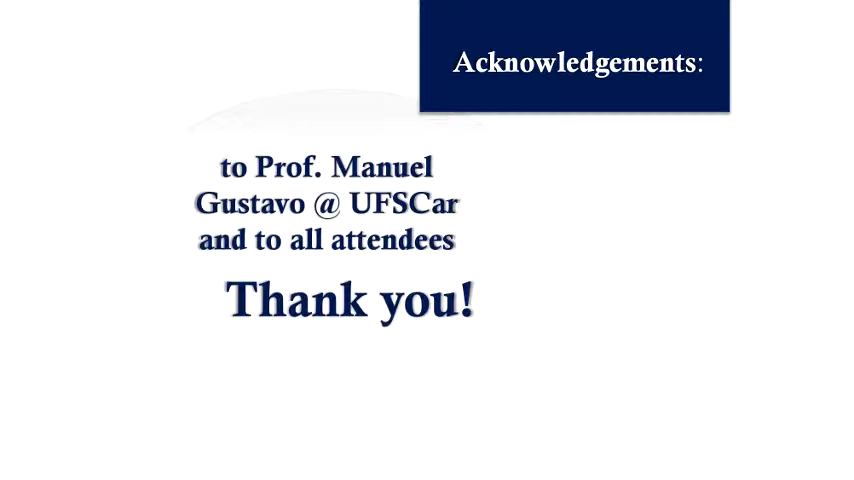 Acknowledgements:
to Prof. Manuel
Gustavo @ UFSCar
and to all attendees
Thank you!